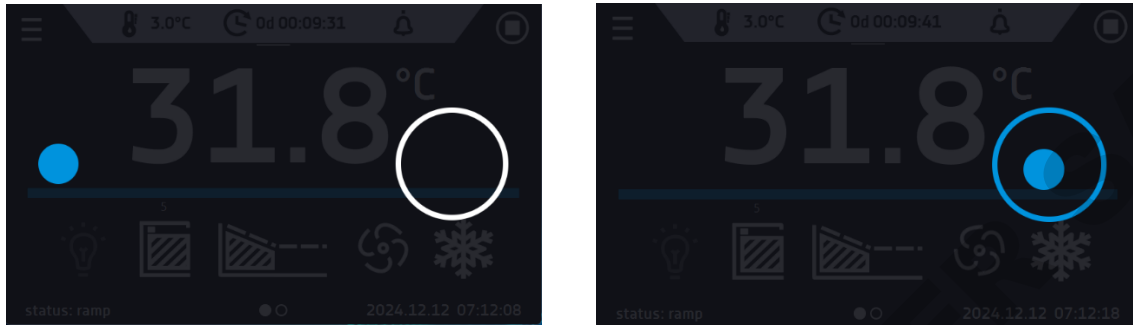 3.0°C 0d 00:09:31
31.8 °C
5
status: ramp 2024.12.12 07:12:08
3.0°C 0d 00:09:41
31.8 °C
5
status: ramp 2024.12.12 07:12:18